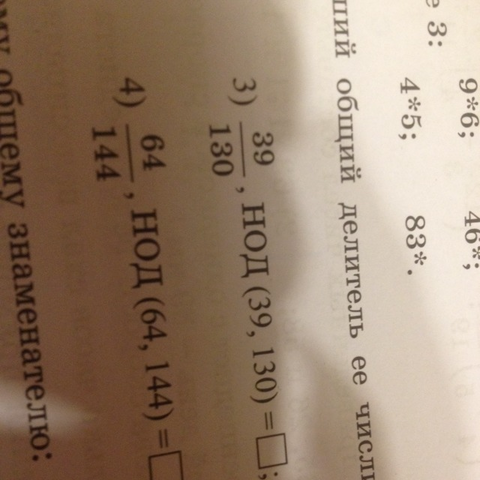 е 3:
9*6; 46*;
4*5; 83*.
ший общий делитель ее числи
3) 39/130, НОД (39, 130) = □;
4) 64/144, НОД (64, 144) = □
му общему знаменателю: